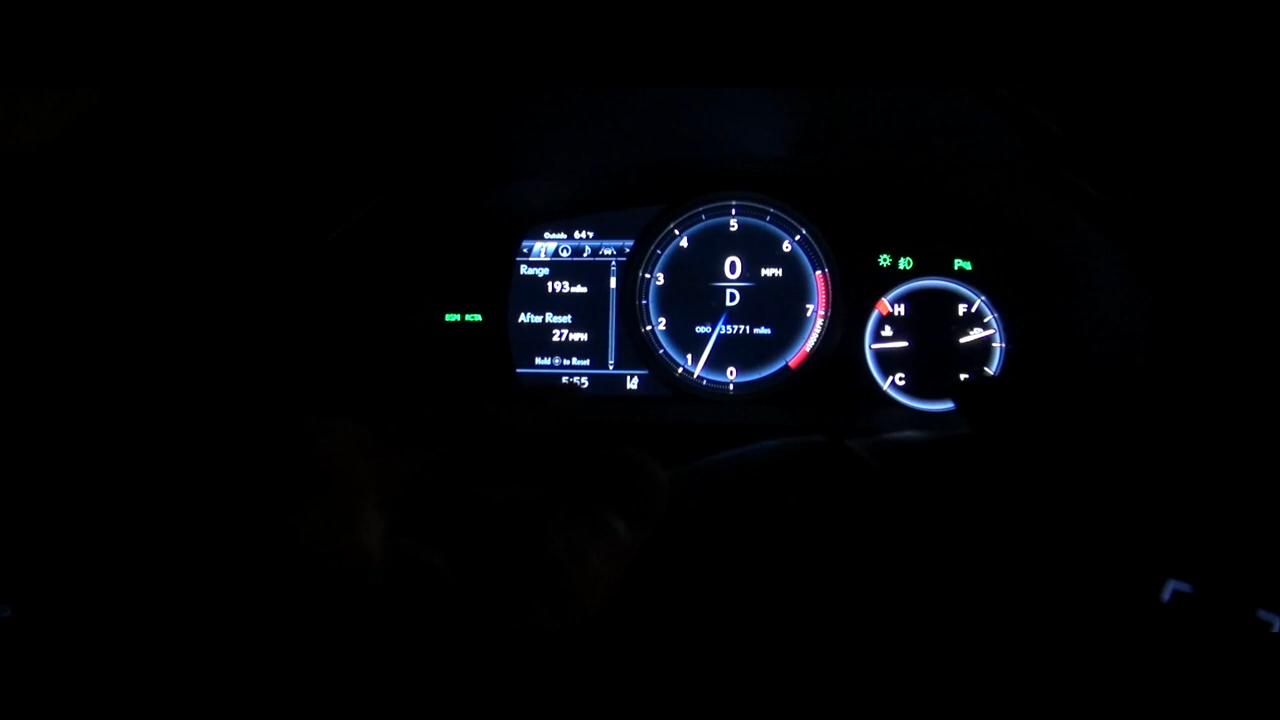 Outside 64°F
Range
193 miles
After Reset
27 MPH
Hold to Reset
5:55
BSM RCTA
5
4
6
3
7
2
1
0
0 MPH
D
ODO 35771 miles
H
C
F